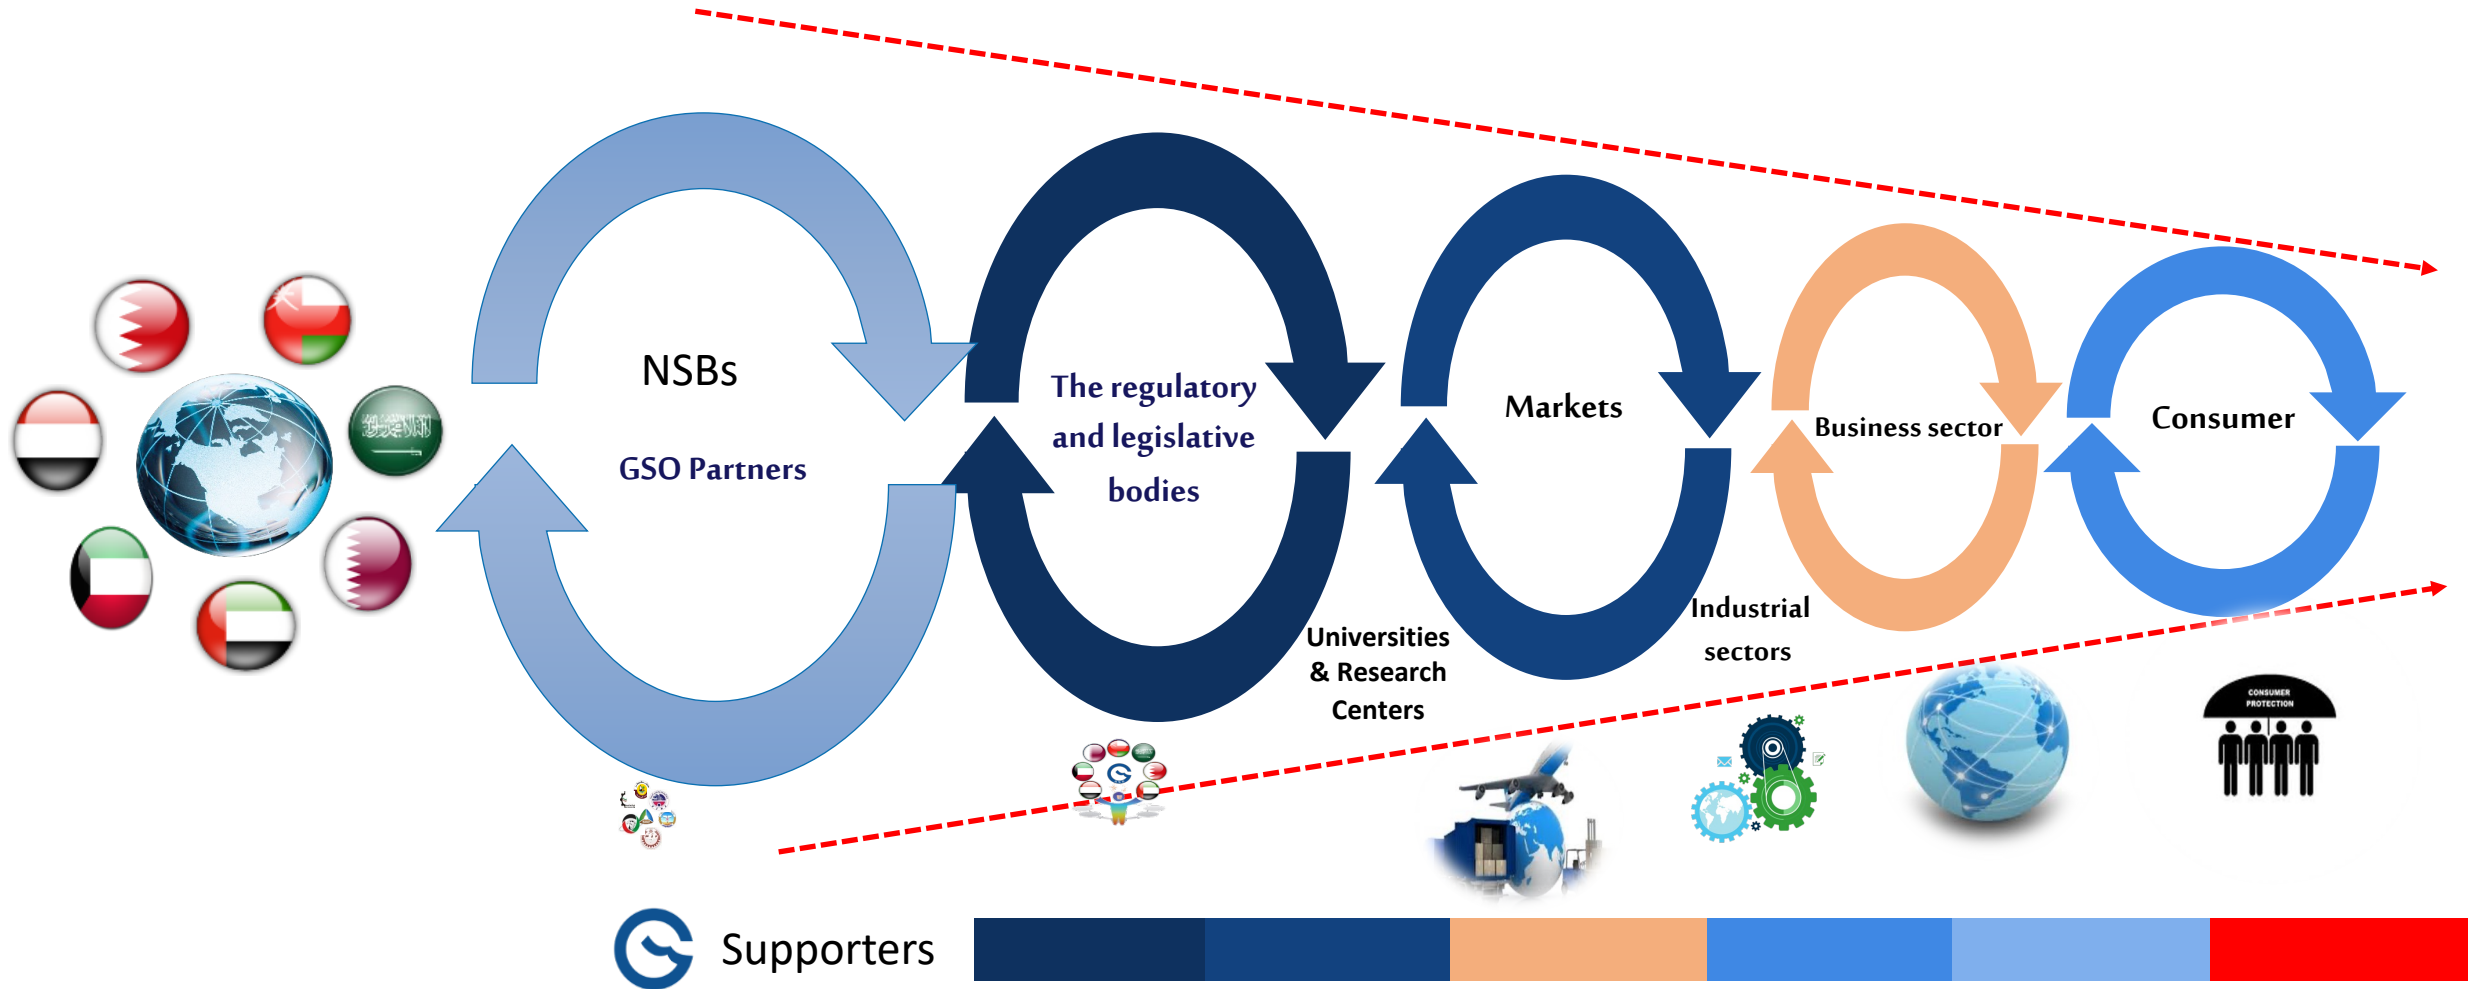 NSBs
GSO Partners
The regulatory
and legislative
bodies
Universities
& Research
Centers
Markets
Industrial
sectors
Business sector
Consumer
CONSUMER
PROTECTION
Supporters